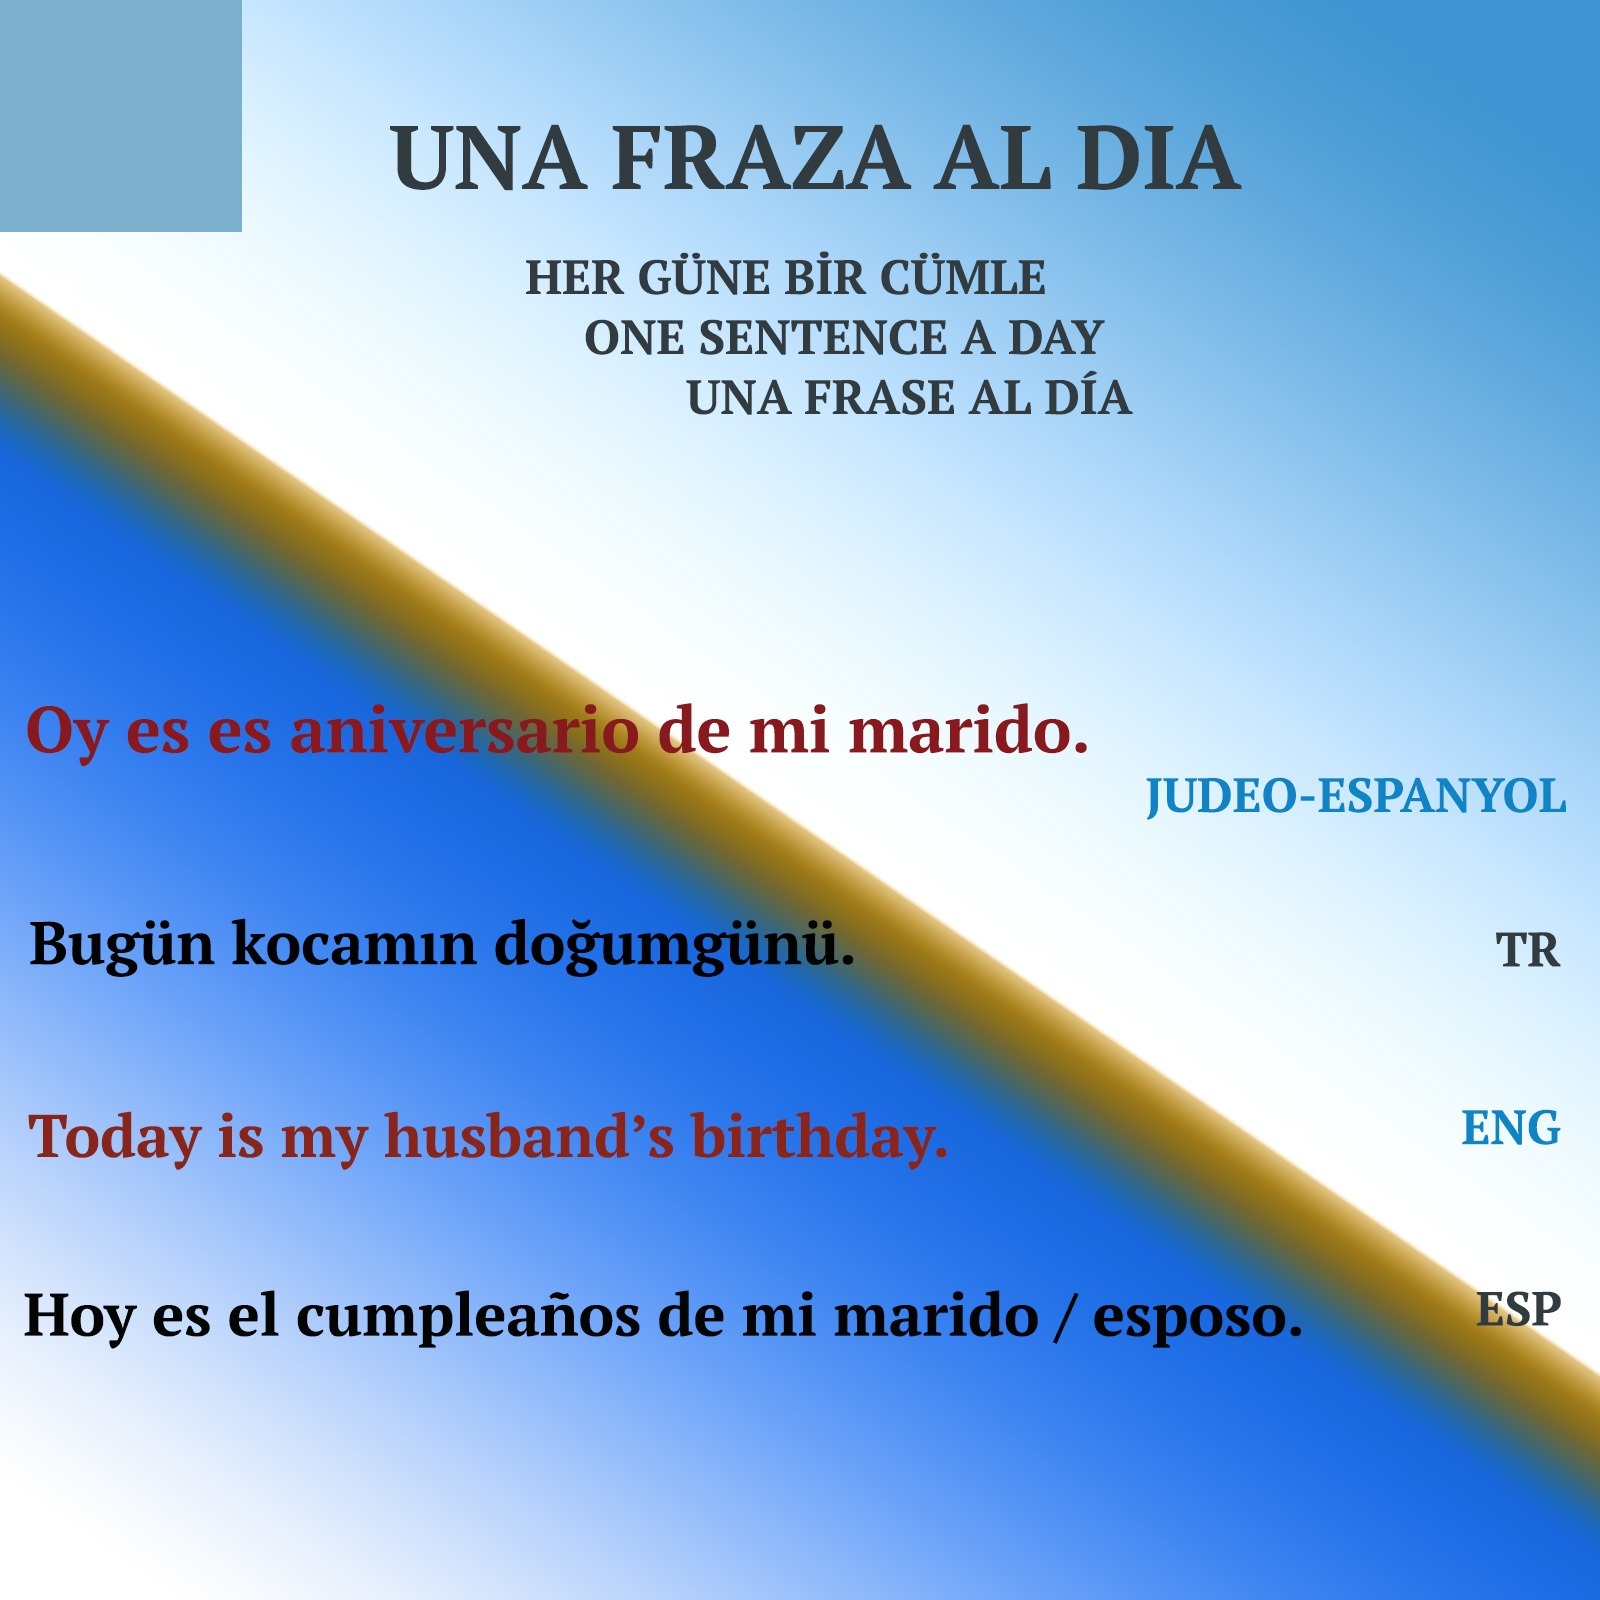 UNA FRAZA AL DIA
HER GÜNE BİR CÜMLE
ONE SENTENCE A DAY
UNA FRASE AL DÍA
Oy es es aniversario de mi marido.
JUDEO-ESPANYOL
Bugün kocamın doğumgünü.
TR
Today is my husband’s birthday.
ENG
Hoy es el cumpleaños de mi marido / esposo.
ESP